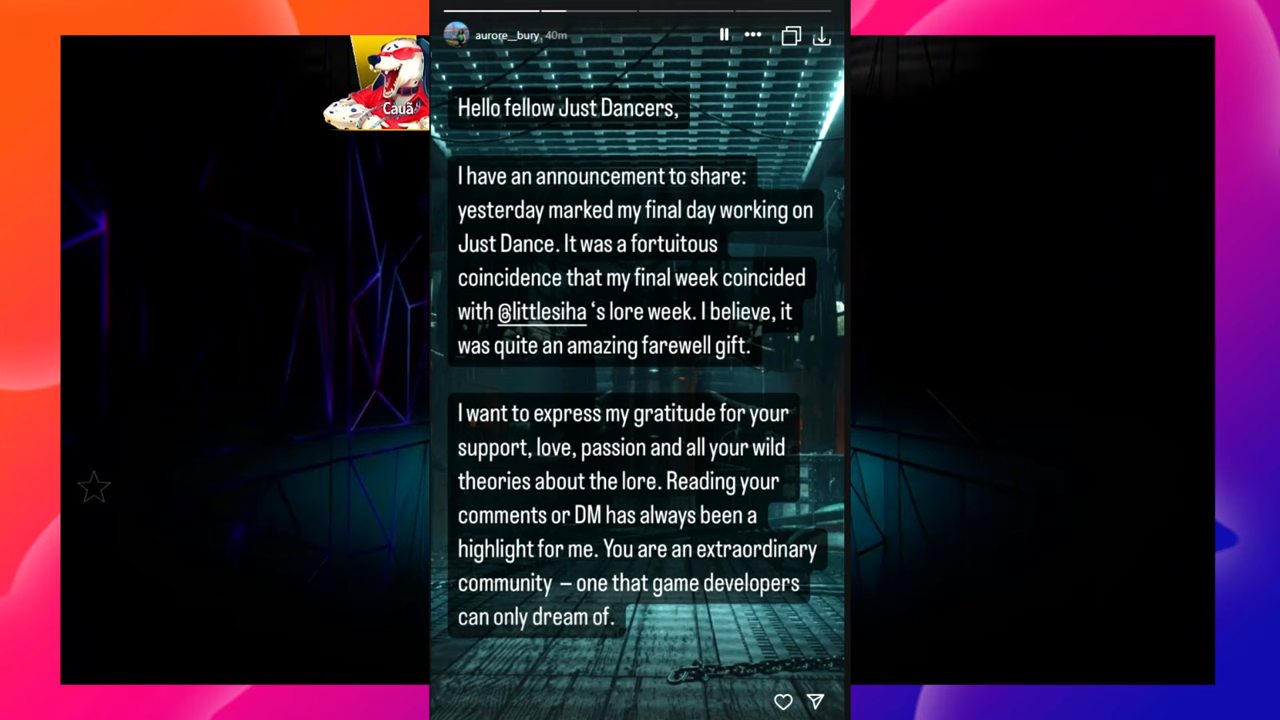 aurore__bury 40m
Cauã
Hello fellow Just Dancers,
I have an announcement to share:
yesterday marked my final day working on
Just Dance. It was a fortuitous
coincidence that my final week coincided
with @littlesiha ‘s lore week. I believe, it
was quite an amazing farewell gift.
I want to express my gratitude for your
support, love, passion and all your wild
theories about the lore. Reading your
comments or DM has always been a
highlight for me. You are an extraordinary
community – one that game developers
can only dream of.